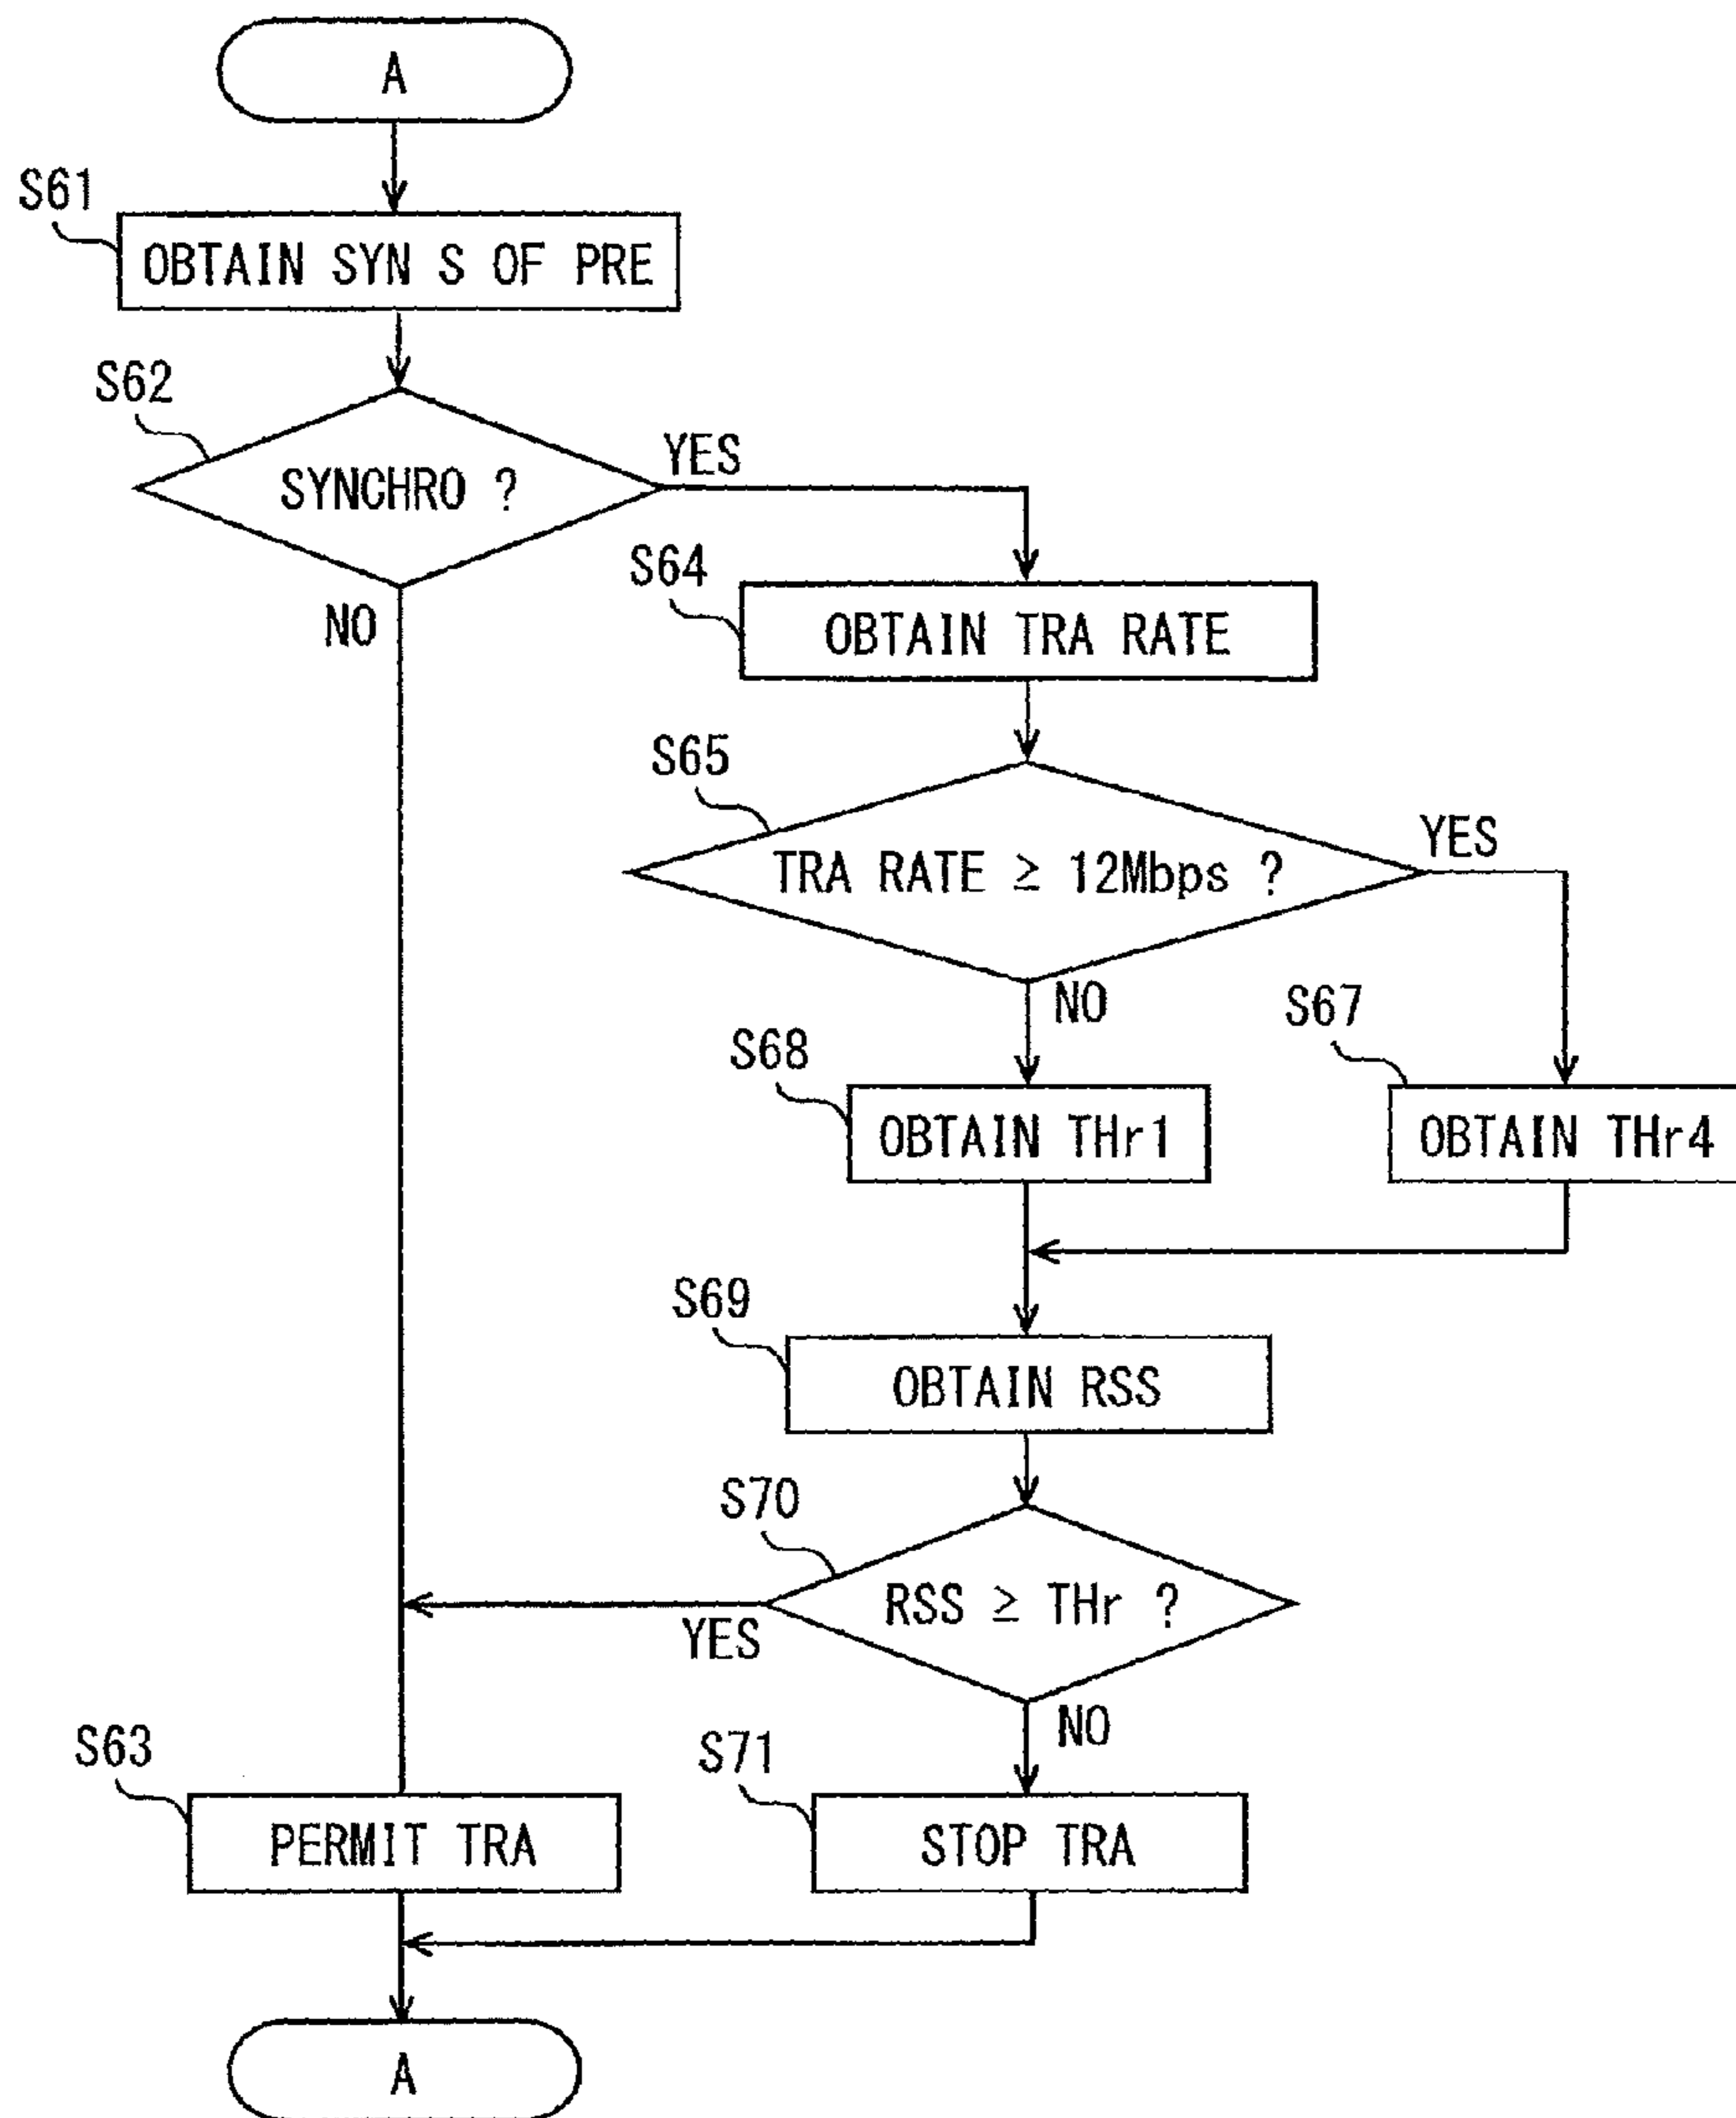 A
S61
OBTAIN SYN S OF PRE
S62
SYNCHRO ?
YES
NO
S64
OBTAIN TRA RATE
S65
TRA RATE ≥ 12Mbps ?
YES
NO
S68
OBTAIN THr1
S67
OBTAIN THr4
S69
OBTAIN RSS
S70
RSS ≥ THr ?
YES
NO
S63
PERMIT TRA
S71
STOP TRA
A